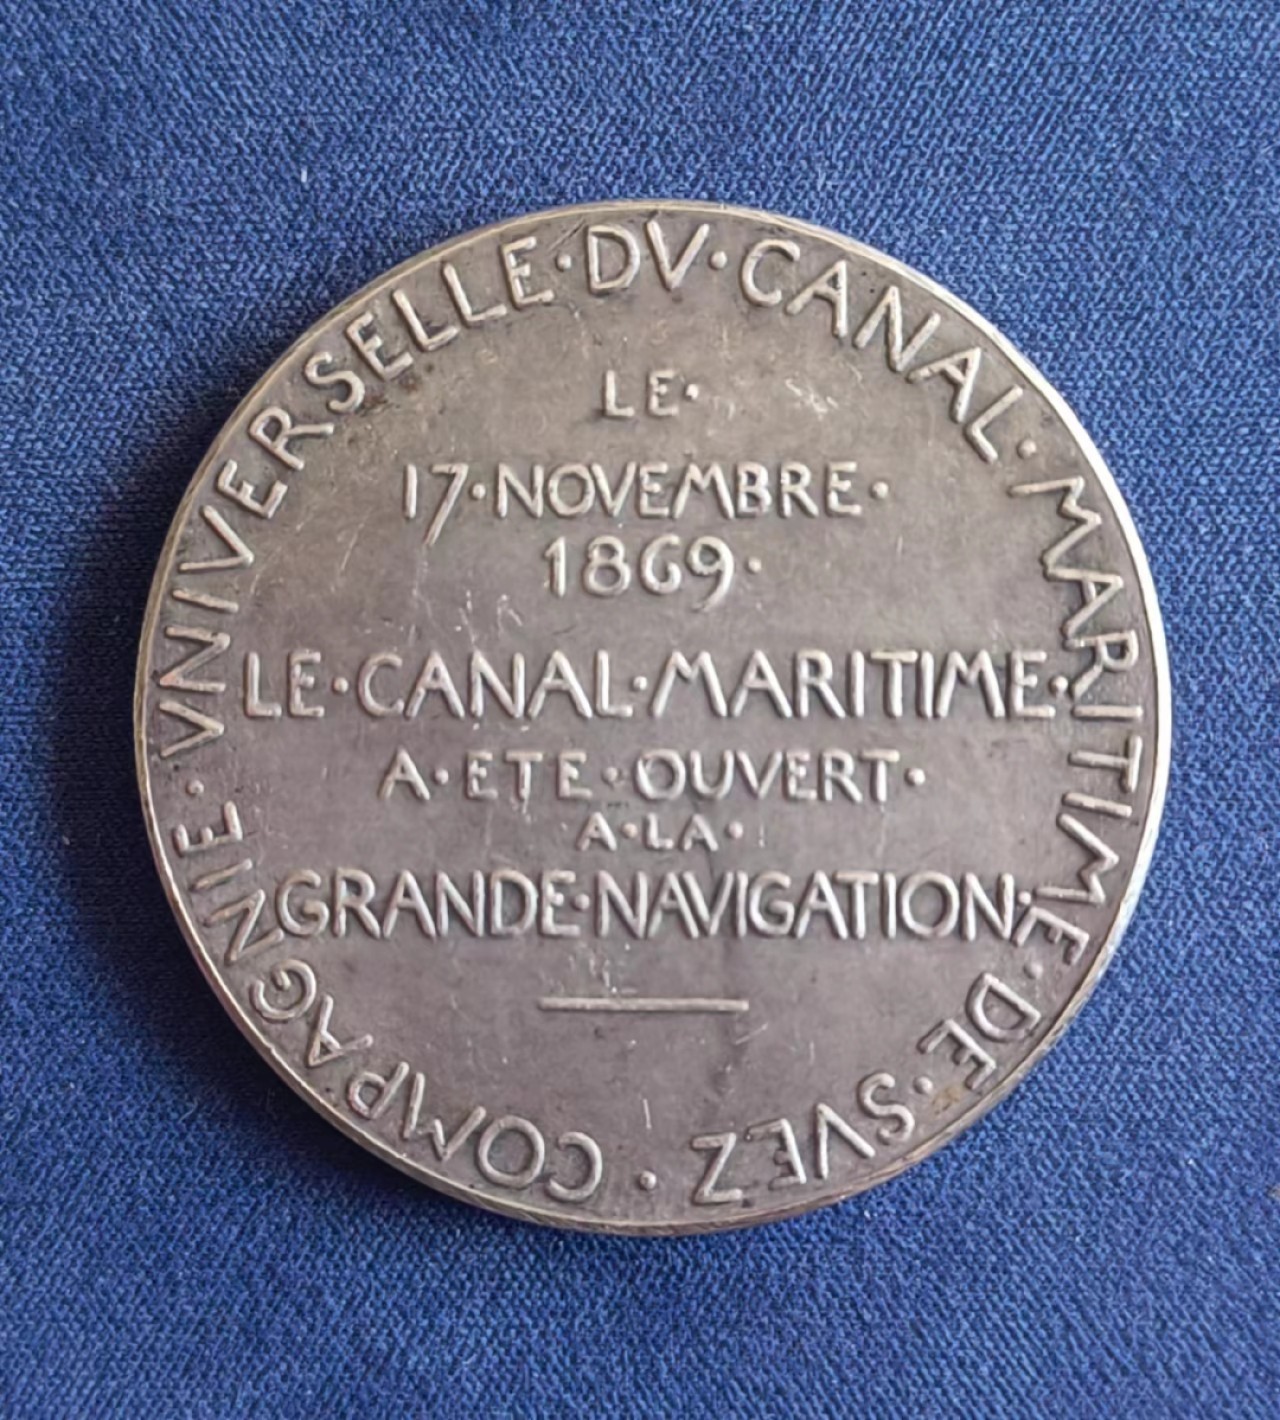 COMPAGNIE · VNIVERSELLE · DV · CANAL · MARITIME · DE · SVEZ ·
LE·
17·NOVEMBRE·
1869·
LE·CANAL·MARITIME·
A·ETE·OUVERT·
A·LA·
GRANDE·NAVIGATION·